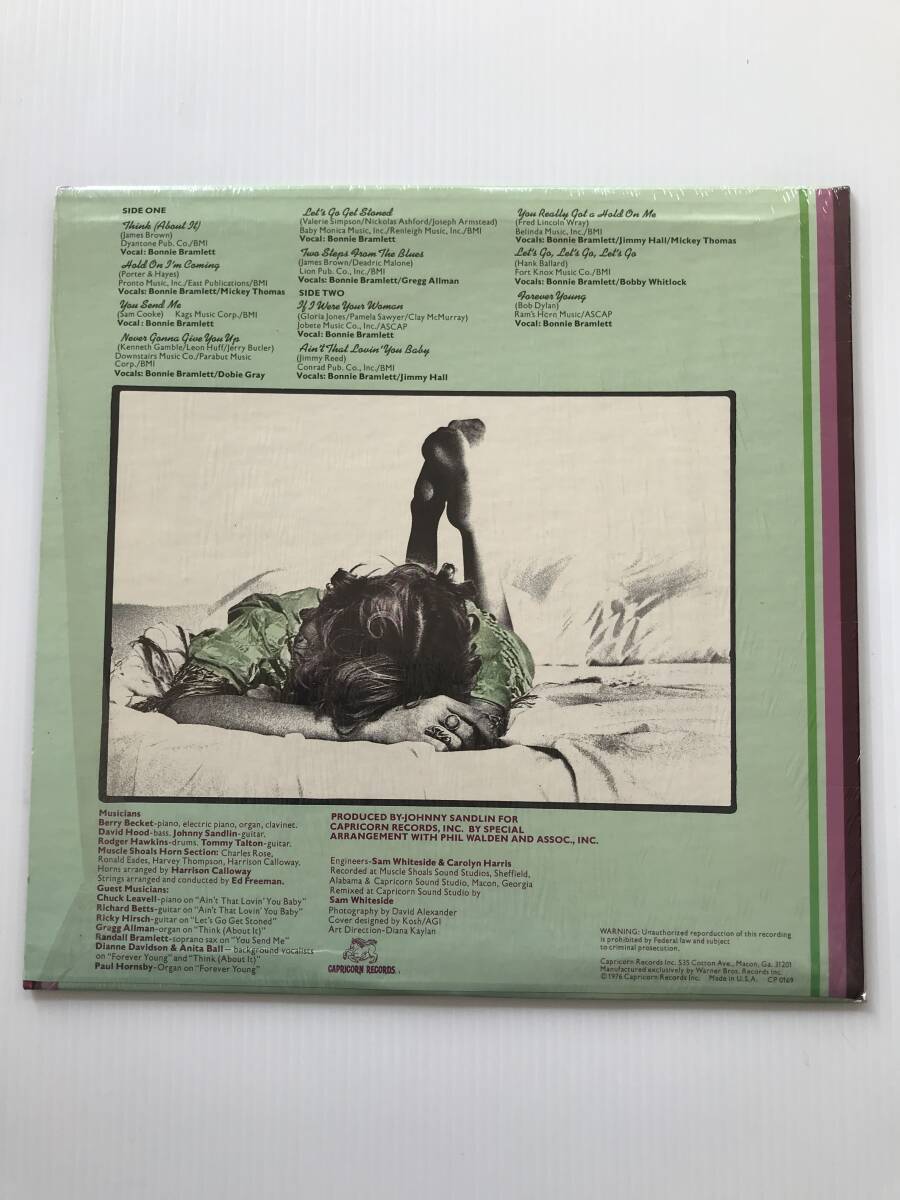 SIDE ONE
Think (About It)
(James Brown)
Dyantone Pub. Co./BMI
Vocal: Bonnie Bramlett
Hold On I'm Coming
(Porter & Hayes)
Pronto Music, Inc./East Publications/BMI
Vocals: Bonnie Bramlett/Mickey Thomas
You Send Me
(Sam Cooke) Kags Music Corp./BMI
Vocal: Bonnie Bramlett
Never Gonna Give You Up
(Kenneth Gamble/Leon Huff/Jerry Butler)
Downstairs Music Co./Parabut Music
Corp./BMI
Vocals: Bonnie Bramlett/Dobie Gray
Let's Go Get Stoned
(Valerie Simpson/Nickolas Ashford/Joseph Armstead)
Baby Monica Music, Inc./Renleigh Music, Inc./BMI
Vocal: Bonnie Bramlett
Two Steps From The Blues
(James Brown/Deadric Malone)
Lion Pub. Co., Inc./BMI
Vocals: Bonnie Bramlett/Gregg Allman
SIDE TWO
If I Were Your Woman
(Gloria Jones/Pamela Sawyer/Clay McMurray)
Jobete Music Co., Inc./ASCAP
Vocal: Bonnie Bramlett
Ain't That Lovin' You Baby
(Jimmy Reed)
Conrad Pub. Co., Inc./BMI
Vocals: Bonnie Bramlett/Jimmy Hall
You Really Got a Hold On Me
(Fred Lincoln Wray)
Belinda Music, Inc./BMI
Vocals: Bonnie Bramlett/Jimmy Hall/Mickey Thomas
Let's Go, Let's Go, Let's Go
(Hank Ballard)
Fort Knox Music Co./BMI
Vocals: Bonnie Bramlett/Bobby Whitlock
Forever Young
(Bob Dylan)
Ram's Horn Music/ASCAP
Vocal: Bonnie Bramlett
Musicians
Berry Becket-piano, electric piano, organ, clavinet.
David Hood-bass. Johnny Sandlin-guitar.
Rodger Hawkins-drums. Tommy Talton-guitar.
Muscle Shoals Horn Section: Charles Rose,
Ronald Eades, Harvey Thompson, Harrison Calloway.
Horns arranged by Harrison Calloway
Strings arranged and conducted by Ed Freeman.
Guest Musicians:
Chuck Leavell-piano on "Ain't That Lovin' You Baby"
Richard Betts-guitar on "Ain't That Lovin' You Baby"
Ricky Hirsch-guitar on "Let's Go Get Stoned"
Gregg Allman-organ on "Think (About It)"
Randall Bramlett-soprano sax on "You Send Me"
Dianne Davidson & Anita Ball—background vocalists
on "Forever Young" and "Think (About It)"
Paul Hornsby-Organ on "Forever Young"
PRODUCED BY-JOHNNY SANDLIN FOR
CAPRICORN RECORDS, INC. BY SPECIAL
ARRANGEMENT WITH PHIL WALDEN AND ASSOC., INC.
Engineers-Sam Whiteside & Carolyn Harris
Recorded at Muscle Shoals Sound Studios, Sheffield,
Alabama & Capricorn Sound Studio, Macon, Georgia
Remixed at Capricorn Sound Studio by
Sam Whiteside
Photography by David Alexander
Cover designed by Kosh/AGI
Art Direction-Diana Kaylan
CAPRICORN RECORDS
WARNING: Unauthorized reporduction of this recording
is prohibited by Federal law and subject
to criminal prosecution.
Capricorn Records Inc. 535 Cotton Ave., Macon, Ga. 31201
Manufactured exclusively by Warner Bros. Records Inc.
©1976 Capricorn Records Inc. Made in U.S.A. CP 0169